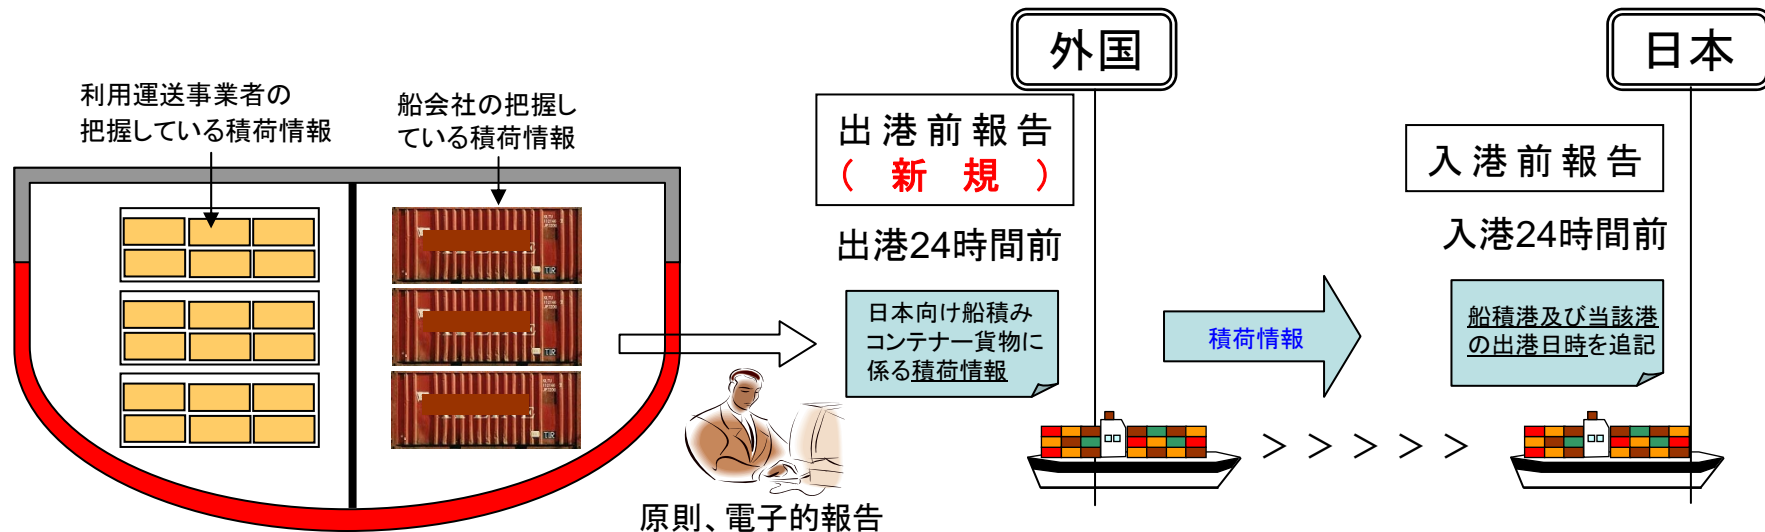 利用運送事業者の
把握している積荷情報
船会社の把握し
ている積荷情報
原則、電子的報告
外国
出港前報告
(新規)
出港24時間前
日本向け船積み
コンテナー貨物に
係る積荷情報
積荷情報
＞＞＞＞＞
日本
入港前報告
入港24時間前
船積港及び当該港
の出港日時を追記